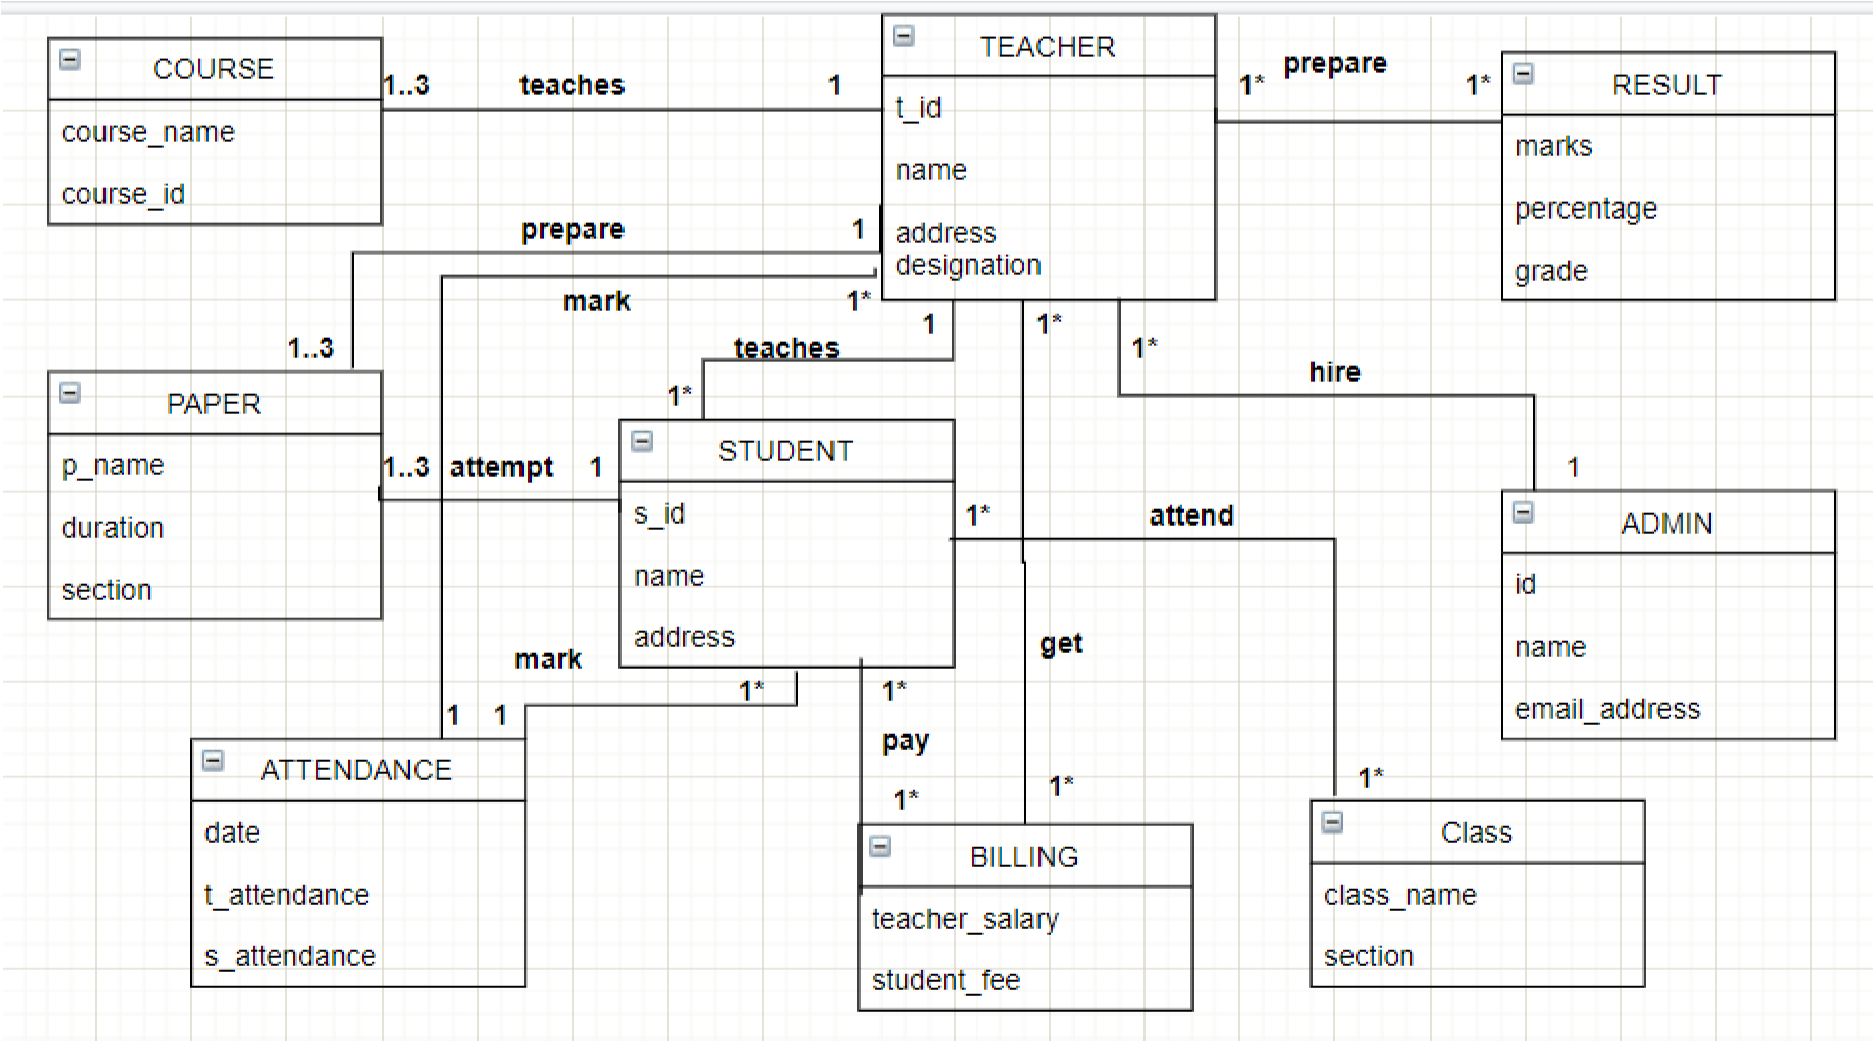 COURSE
course_name
course_id
1..3 teaches 1
TEACHER
t_id
name
address
designation
1* prepare 1*
RESULT
marks
percentage
grade
prepare 1
1..3
mark 1*
1
teaches
1*
1*
1*
hire
1
PAPER
p_name
duration
section
1..3 attempt 1
STUDENT
s_id
name
address
1* attend
1*
ADMIN
id
name
email_address
get
1*
mark
1*
1 1
1*
pay
1*
ATTENDANCE
date
t_attendance
s_attendance
BILLING
teacher_salary
student_fee
Class
class_name
section